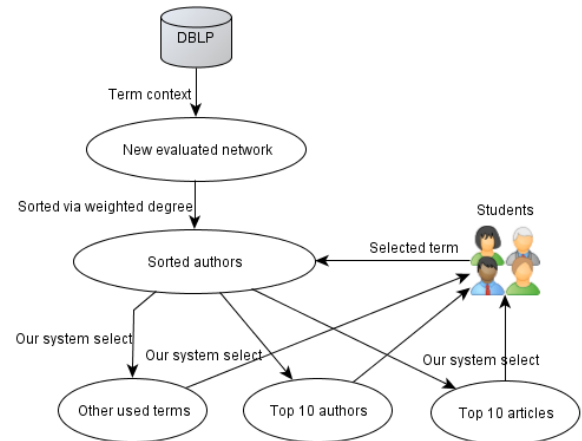 DBLP
Term context
New evaluated network
Sorted via weighted degree
Students
Selected term
Sorted authors
Our system select
Our system select
Our system select
Other used terms
Top 10 authors
Top 10 articles